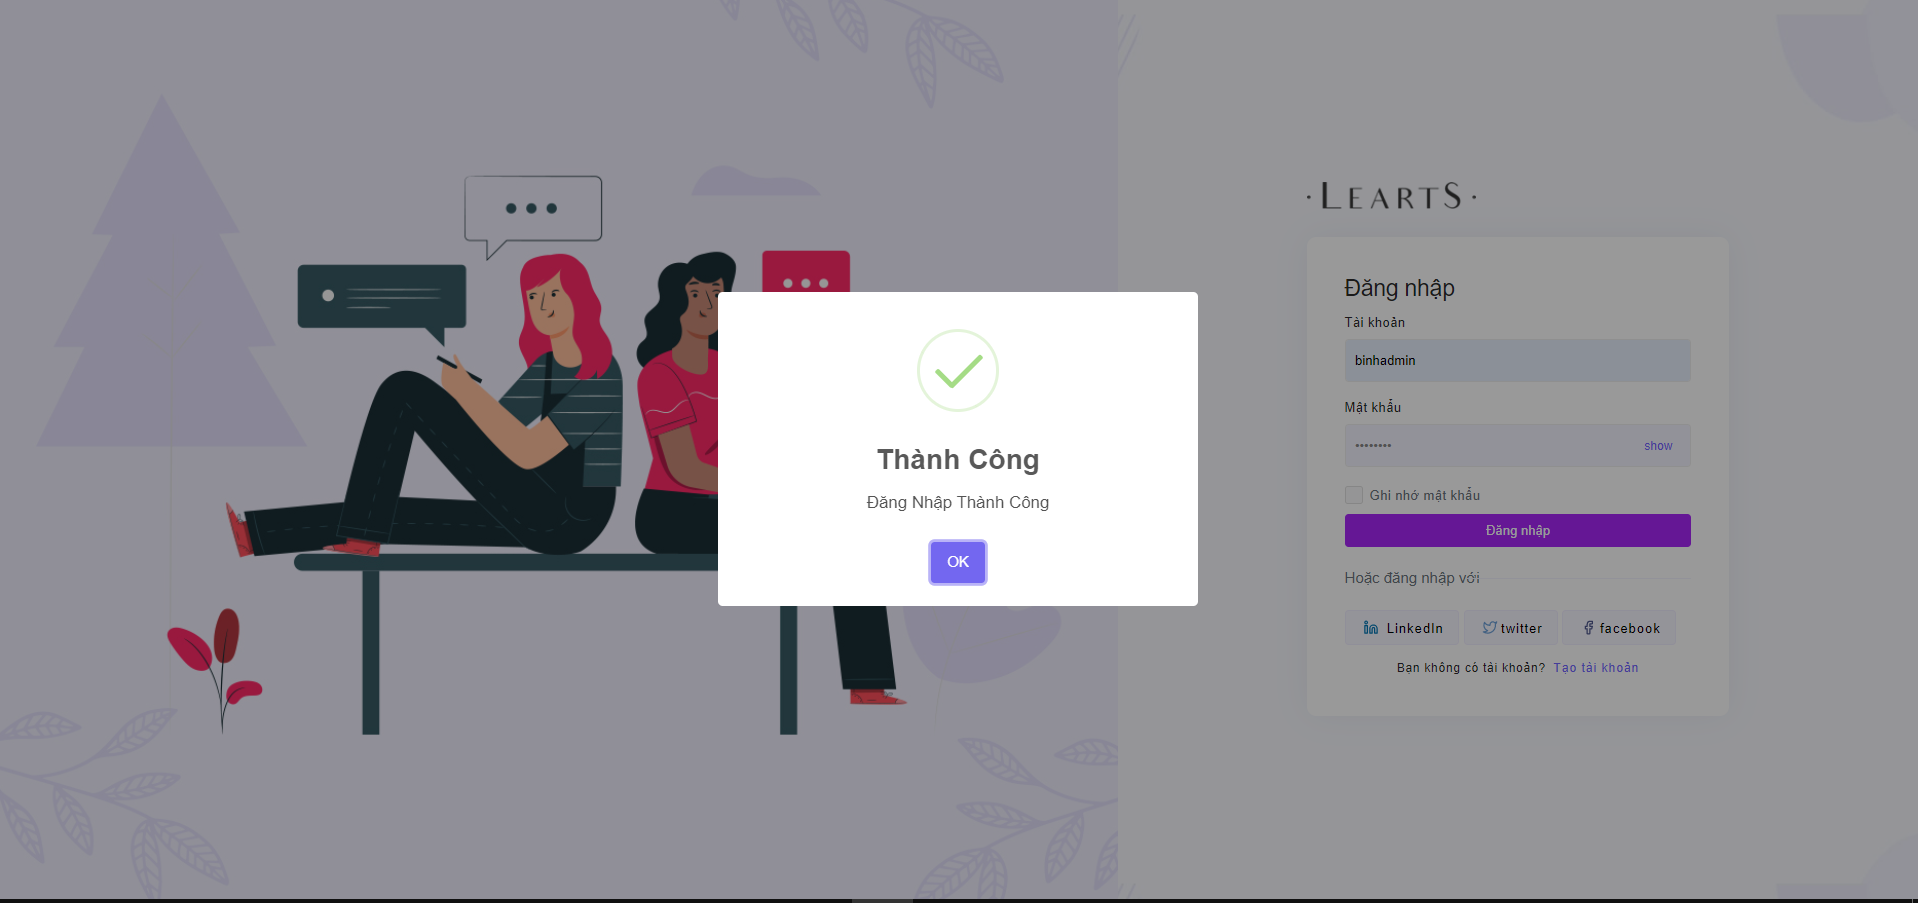 · LEARTS ·
Đăng nhập
Tài khoản
binhadmin
Mật khẩu
••••••••
show
Ghi nhớ mật khẩu
Đăng nhập
Hoặc đăng nhập với
LinkedIn
twitter
facebook
Bạn không có tài khoản? Tạo tài khoản
Thành Công
Đăng Nhập Thành Công
OK